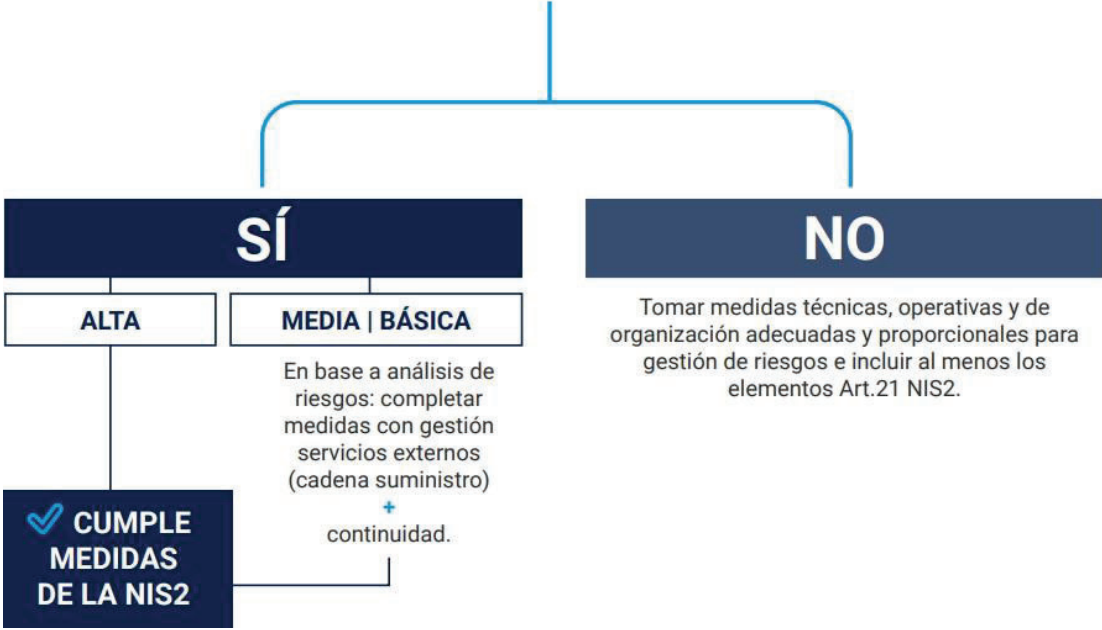 SÍ
NO
ALTA
MEDIA | BÁSICA
En base a análisis de
riesgos: completar
medidas con gestión
servicios externos
(cadena suministro)
+
continuidad.
CUMPLE
MEDIDAS
DE LA NIS2
Tomar medidas técnicas, operativas y de
organización adecuadas y proporcionales para
gestión de riesgos e incluir al menos los
elementos Art.21 NIS2.